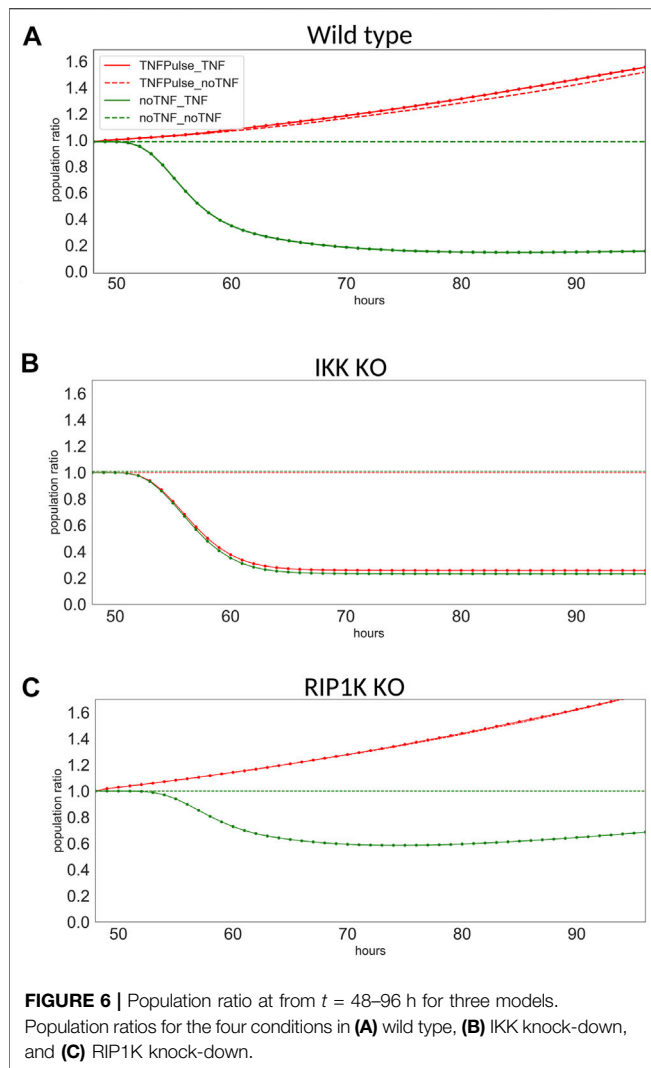 A
Wild type
TNFPulse_TNF
TNFPulse_noTNF
noTNF_TNF
noTNF_noTNF
population ratio
1.6
1.4
1.2
1.0
0.8
0.6
0.4
0.2
0.0
50 60 70 80 90
hours
B
IKK KO
population ratio
1.6
1.4
1.2
1.0
0.8
0.6
0.4
0.2
0.0
50 60 70 80 90
hours
C
RIP1K KO
population ratio
1.6
1.4
1.2
1.0
0.8
0.6
0.4
0.2
0.0
50 60 70 80 90
hours
FIGURE 6 | Population ratio at from t = 48–96 h for three models.
Population ratios for the four conditions in (A) wild type, (B) IKK knock-down,
and (C) RIP1K knock-down.